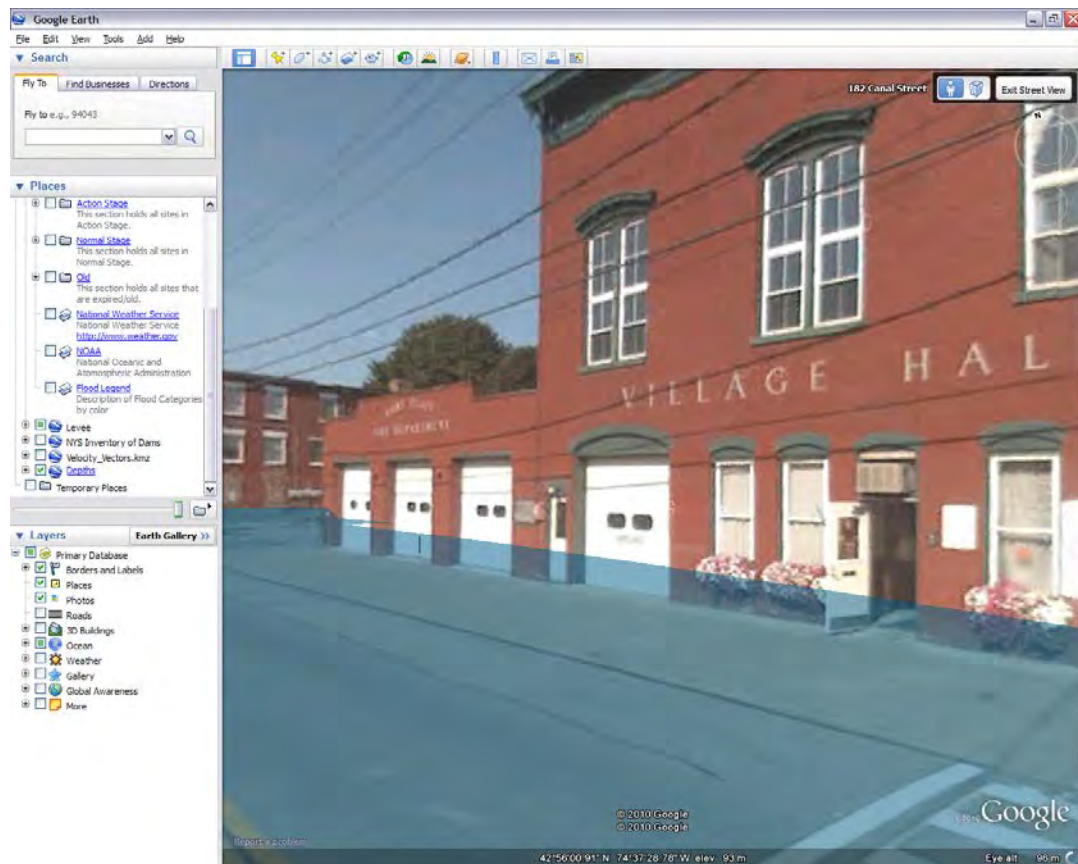 Google Earth
File Edit View Tools Add Help
Search
Fly To Find Businesses Directions
Fly to e.g., 94043
Places
Action Stage
This section holds all sites in
Action Stage.
Normal Stage
This section holds all sites in
Normal Stage.
Old
This section holds all sites that
are expired/old.
National Weather Service
National Weather Service
http://www.weather.gov
NOAA
National Oceanic and
Atomospheric Administration
Flood Legend
Description of Flood Categories
by color
Levee
NYS Inventory of Dams
Velocity_Vectors.kmz
Depths
Temporary Places
Layers Earth Gallery >>
Primary Database
Borders and Labels
Places
Photos
Roads
3D Buildings
Ocean
Weather
Gallery
Global Awareness
More
182 Canal Street Exit Street View
N
FORT PLAIN
FIRE DEPARTMENT
VILLAGE HAL
© 2010 Google
© 2010 Google
Google
Report a problem
42°56'00.91" N 74°37'28.78" W elev 93 m Eye alt 96 m